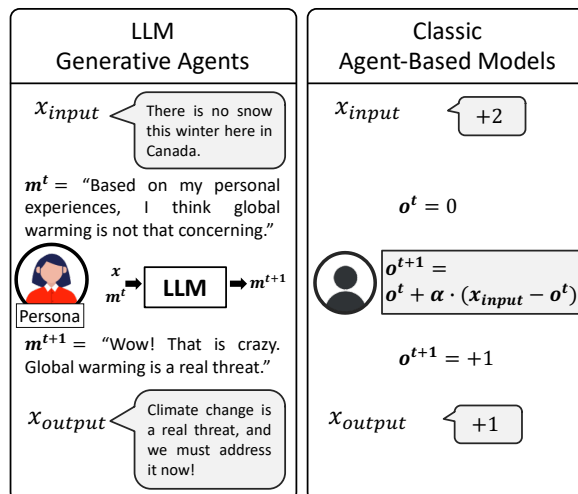 LLM
Generative Agents
x_input
There is no snow
this winter here in
Canada.
m^t = “Based on my personal
experiences, I think global
warming is not that concerning.”
Persona
x
m^t
LLM
m^{t+1}
m^{t+1} = “Wow! That is crazy.
Global warming is a real threat.”
x_output
Climate change is
a real threat, and
we must address
it now!
Classic
Agent-Based Models
x_input
+2
o^t = 0
o^{t+1} =
o^t + α · (x_input − o^t)
o^{t+1} = +1
x_output
+1